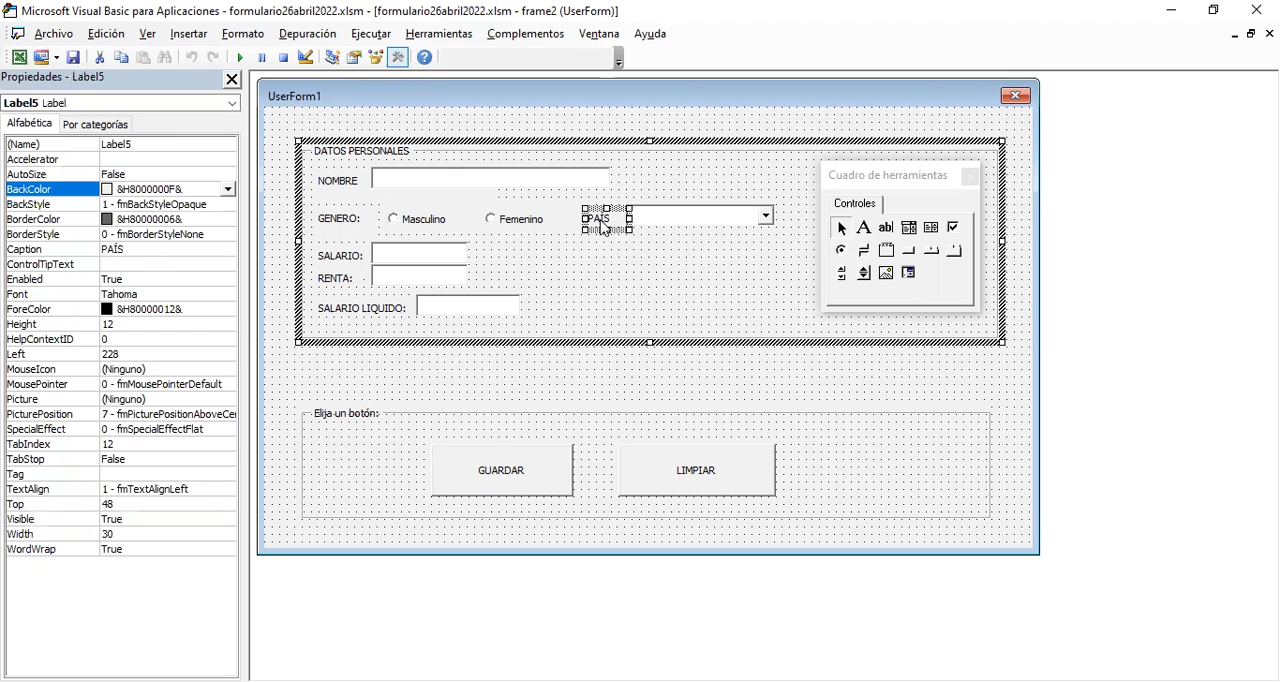 Microsoft Visual Basic para Aplicaciones - formulario26abril2022.xlsm - [formulario26abril2022.xlsm - frame2 (UserForm)]
Archivo Edición Ver Insertar Formato Depuración Ejecutar Herramientas Complementos Ventana Ayuda
Propiedades - Label5
Label5 Label
Alfabética Por categorías
(Name) Label5
Accelerator
AutoSize False
BackColor &H8000000F&
BackStyle 1 - fmBackStyleOpaque
BorderColor &H80000006&
BorderStyle 0 - fmBorderStyleNone
Caption PAÍS
ControlTipText
Enabled True
Font Tahoma
ForeColor &H80000012&
Height 12
HelpContextID 0
Left 228
MouseIcon (Ninguno)
MousePointer 0 - fmMousePointerDefault
Picture (Ninguno)
PicturePosition 7 - fmPicturePositionAboveCer
SpecialEffect 0 - fmSpecialEffectFlat
TabIndex 12
TabStop False
Tag
TextAlign 1 - fmTextAlignLeft
Top 48
Visible True
Width 30
WordWrap True
UserForm1
DATOS PERSONALES
NOMBRE
GENERO: Masculino Femenino PAÍS
SALARIO:
RENTA:
SALARIO LIQUIDO:
Cuadro de herramientas
Controles
A ab|
Elija un botón:
GUARDAR LIMPIAR